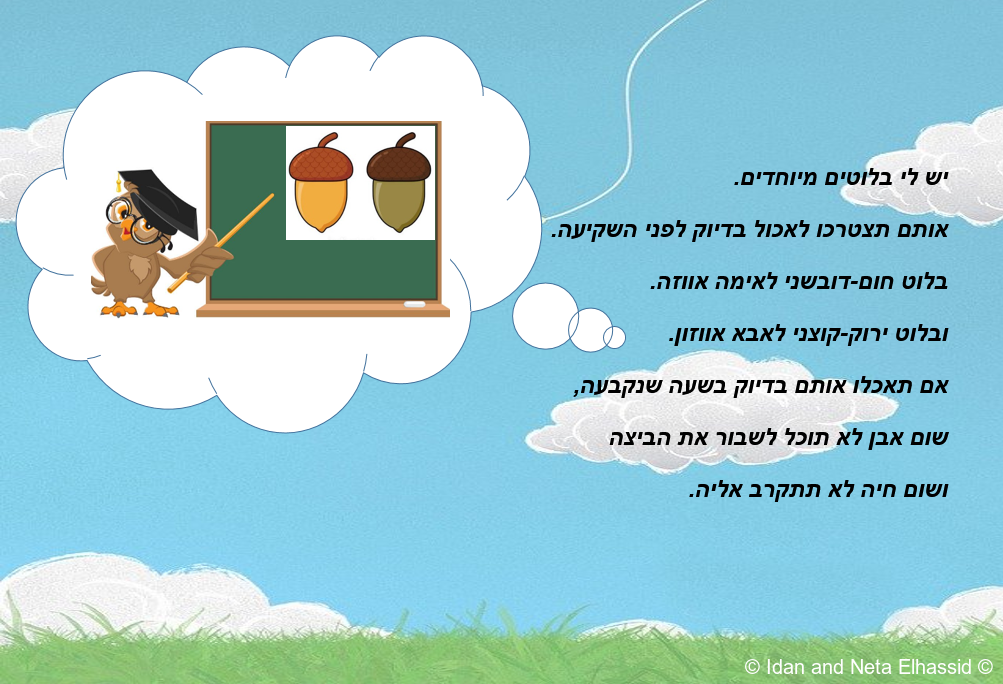 יש לי בלוטים מיוחדים.
אותם תצטרכו לאכול בדיוק לפני השקיעה.
בלוט חום-דובשני לאימה אווזה.
ובלוט ירוק-קוצני לאבא אווזון.
אם תאכלו אותם בדיוק בשעה שנקבעה,
שום אבן לא תוכל לשבור את הביצה
ושום חיה לא תתקרב אליה.
© Idan and Neta Elhassid ©